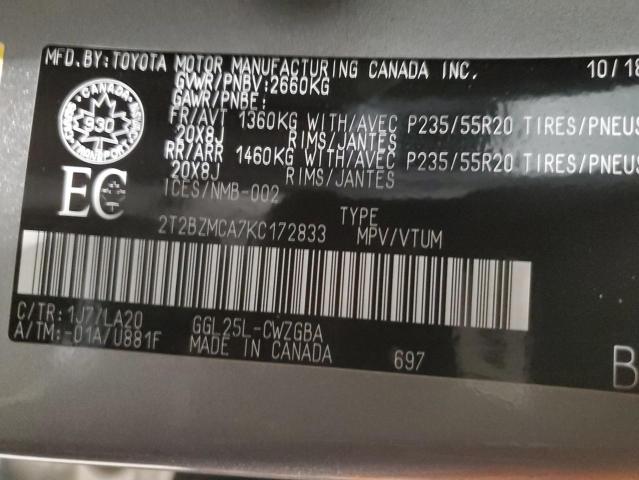 MFD.BY:TOYOTA MOTOR MANUFACTURING CANADA INC. 10/18
GVWR/PNBV:2660KG
GAWR/PNBE:
FR/AVT 1360KG WITH/AVEC P235/55R20 TIRES/PNEUS
20X8J RIMS/JANTES
RR/ARR 1460KG WITH/AVEC P235/55R20 TIRES/PNEUS
20X8J RIMS/JANTES
CANADA
930
TRANSPORT
EC
ICES/NMB-002
TYPE
2T2BZMCA7KC172833 MPV/VTUM
C/TR:1J7/LA20 GGL25L-CWZGBA
A/TM:-01A/U881F MADE IN CANADA 697
B